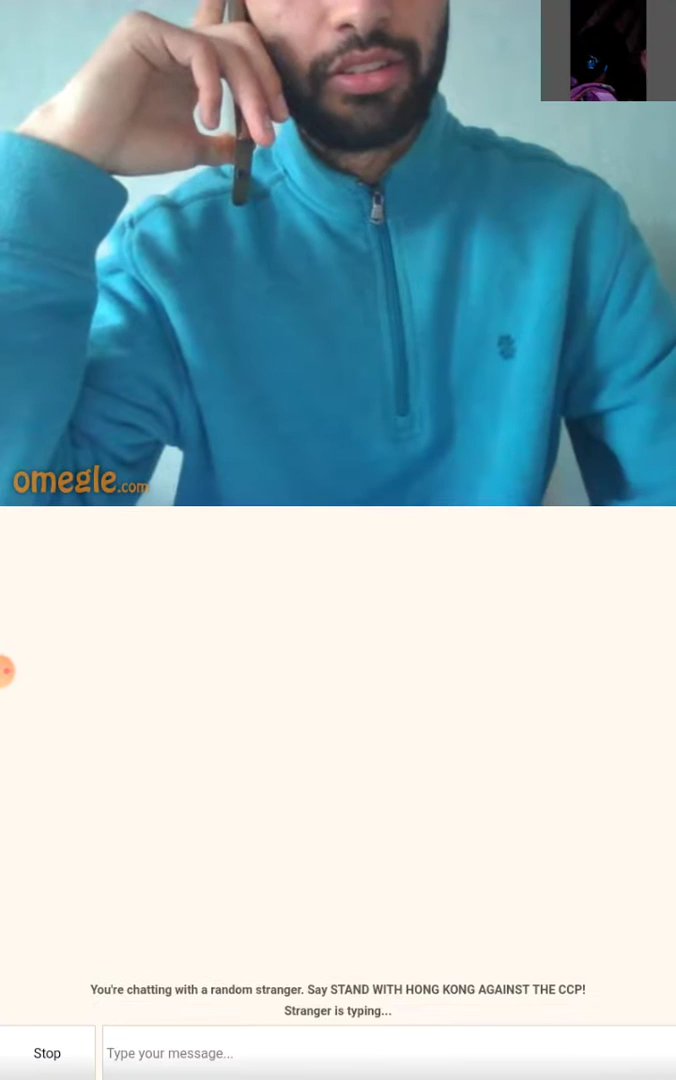 omegle.com
You're chatting with a random stranger. Say STAND WITH HONG KONG AGAINST THE CCP!
Stranger is typing...
Stop
Type your message...